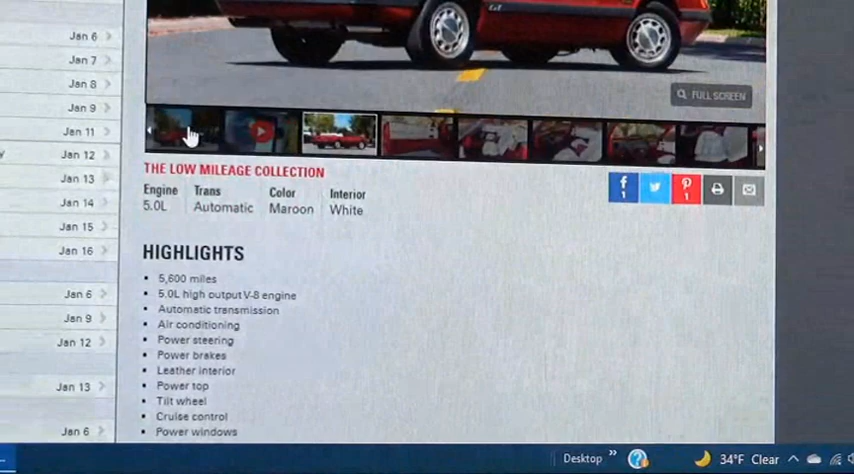 Jan 6
Jan 7
Jan 8
Jan 9
Jan 11
Jan 12
Jan 13
Jan 14
Jan 15
Jan 16
Jan 6
Jan 9
Jan 12
Jan 13
Jan 6
GT
FULL SCREEN
THE LOW MILEAGE COLLECTION
Engine Trans Color Interior
5.0L Automatic Maroon White
f
1
1
HIGHLIGHTS
• 5,600 miles
• 5.0L high output V-8 engine
• Automatic transmission
• Air conditioning
• Power steering
• Power brakes
• Leather interior
• Power top
• Tilt wheel
• Cruise control
• Power windows
Desktop » ? 34°F Clear